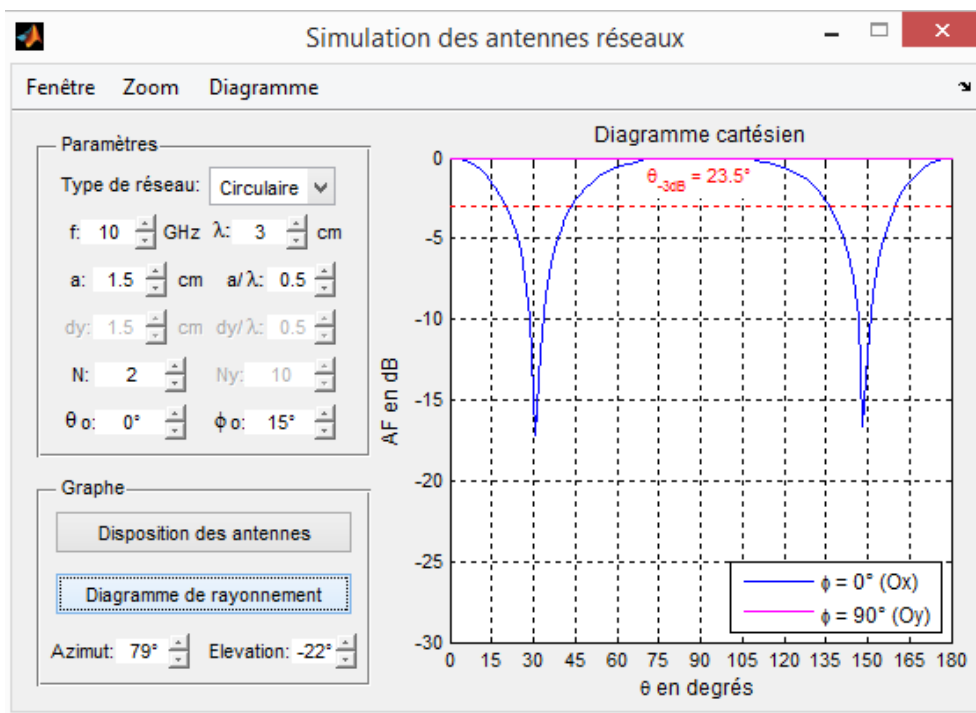 Simulation des antennes réseaux
Fenêtre Zoom Diagramme
Paramètres
Type de réseau: Circulaire
f: 10 GHz λ: 3 cm
a: 1.5 cm a/λ: 0.5
dy: 1.5 cm dy/λ: 0.5
N: 2 Ny: 10
θo: 0° ϕo: 15°
Graphe
Disposition des antennes
Diagramme de rayonnement
Azimut: 79° Elevation: -22°
Diagramme cartésien
θ-3dB = 23.5°
AF en dB
0
-5
-10
-15
-20
-25
-30
ϕ = 0° (Ox)
ϕ = 90° (Oy)
0 15 30 45 60 75 90 105 120 135 150 165 180
θ en degrés